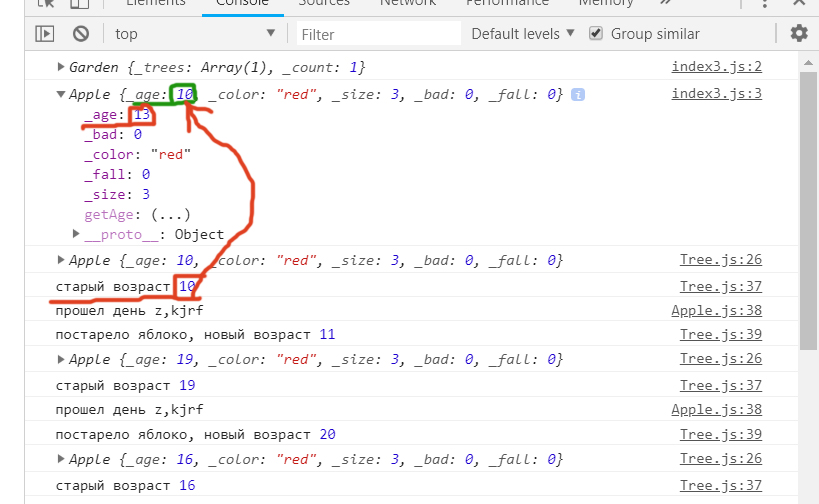 Elements Console Sources Network Performance Memory »
top Filter Default levels Group similar
Garden {_trees: Array(1), _count: 1} index3.js:2
Apple {_age: 10, _color: "red", _size: 3, _bad: 0, _fall: 0} i index3.js:3
_age: 13
_bad: 0
_color: "red"
_fall: 0
_size: 3
getAge: (...)
__proto__: Object
Apple {_age: 10, _color: "red", _size: 3, _bad: 0, _fall: 0} Tree.js:26
старый возраст 10 Tree.js:37
прошел день z,kjrf Apple.js:38
постарело яблоко, новый возраст 11 Tree.js:39
Apple {_age: 19, _color: "red", _size: 3, _bad: 0, _fall: 0} Tree.js:26
старый возраст 19 Tree.js:37
прошел день z,kjrf Apple.js:38
постарело яблоко, новый возраст 20 Tree.js:39
Apple {_age: 16, _color: "red", _size: 3, _bad: 0, _fall: 0} Tree.js:26
старый возраст 16 Tree.js:37